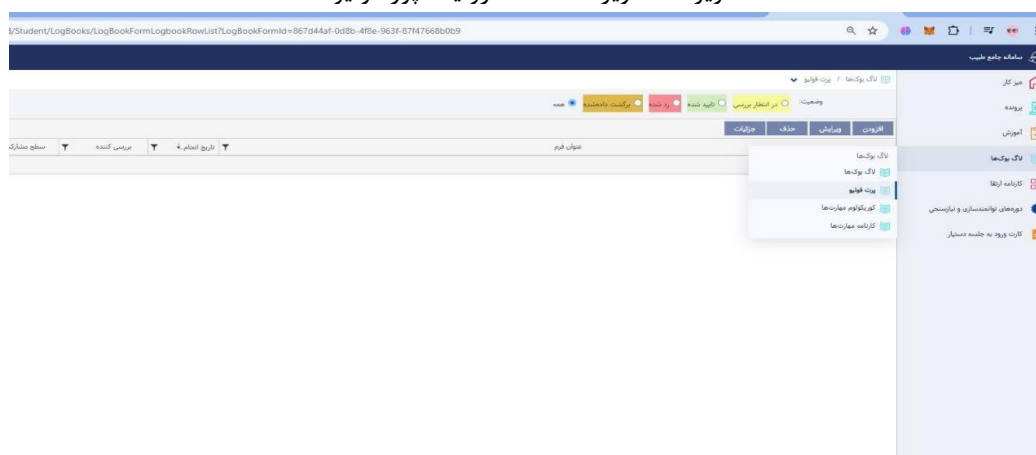 /Student/LogBooks/LogBookFormLogbookRowList?LogBookFormId=867d44af-0d8b-4f8e-963f-87f47668b0b9
سامانه جامع طبیب
میز کار
پرونده
آموزش
لاگ بوک‌ها
کارنامه ارتقا
دوره‌های توانمندسازی و نیازسنجی
کارت ورود به جلسه دستیار
لاگ بوک‌ها / پرت فولیو
وضعیت: در انتظار بررسی تایید شده رد شده برگشت داده‌شده همه
افزودن ویرایش حذف جزئیات
عنوان فرم تاریخ انجام بررسی کننده سطح مشارک
لاگ بوک‌ها
لاگ بوک‌ها
پرت فولیو
کوریکولوم مهارت‌ها
کارنامه مهارت‌ها